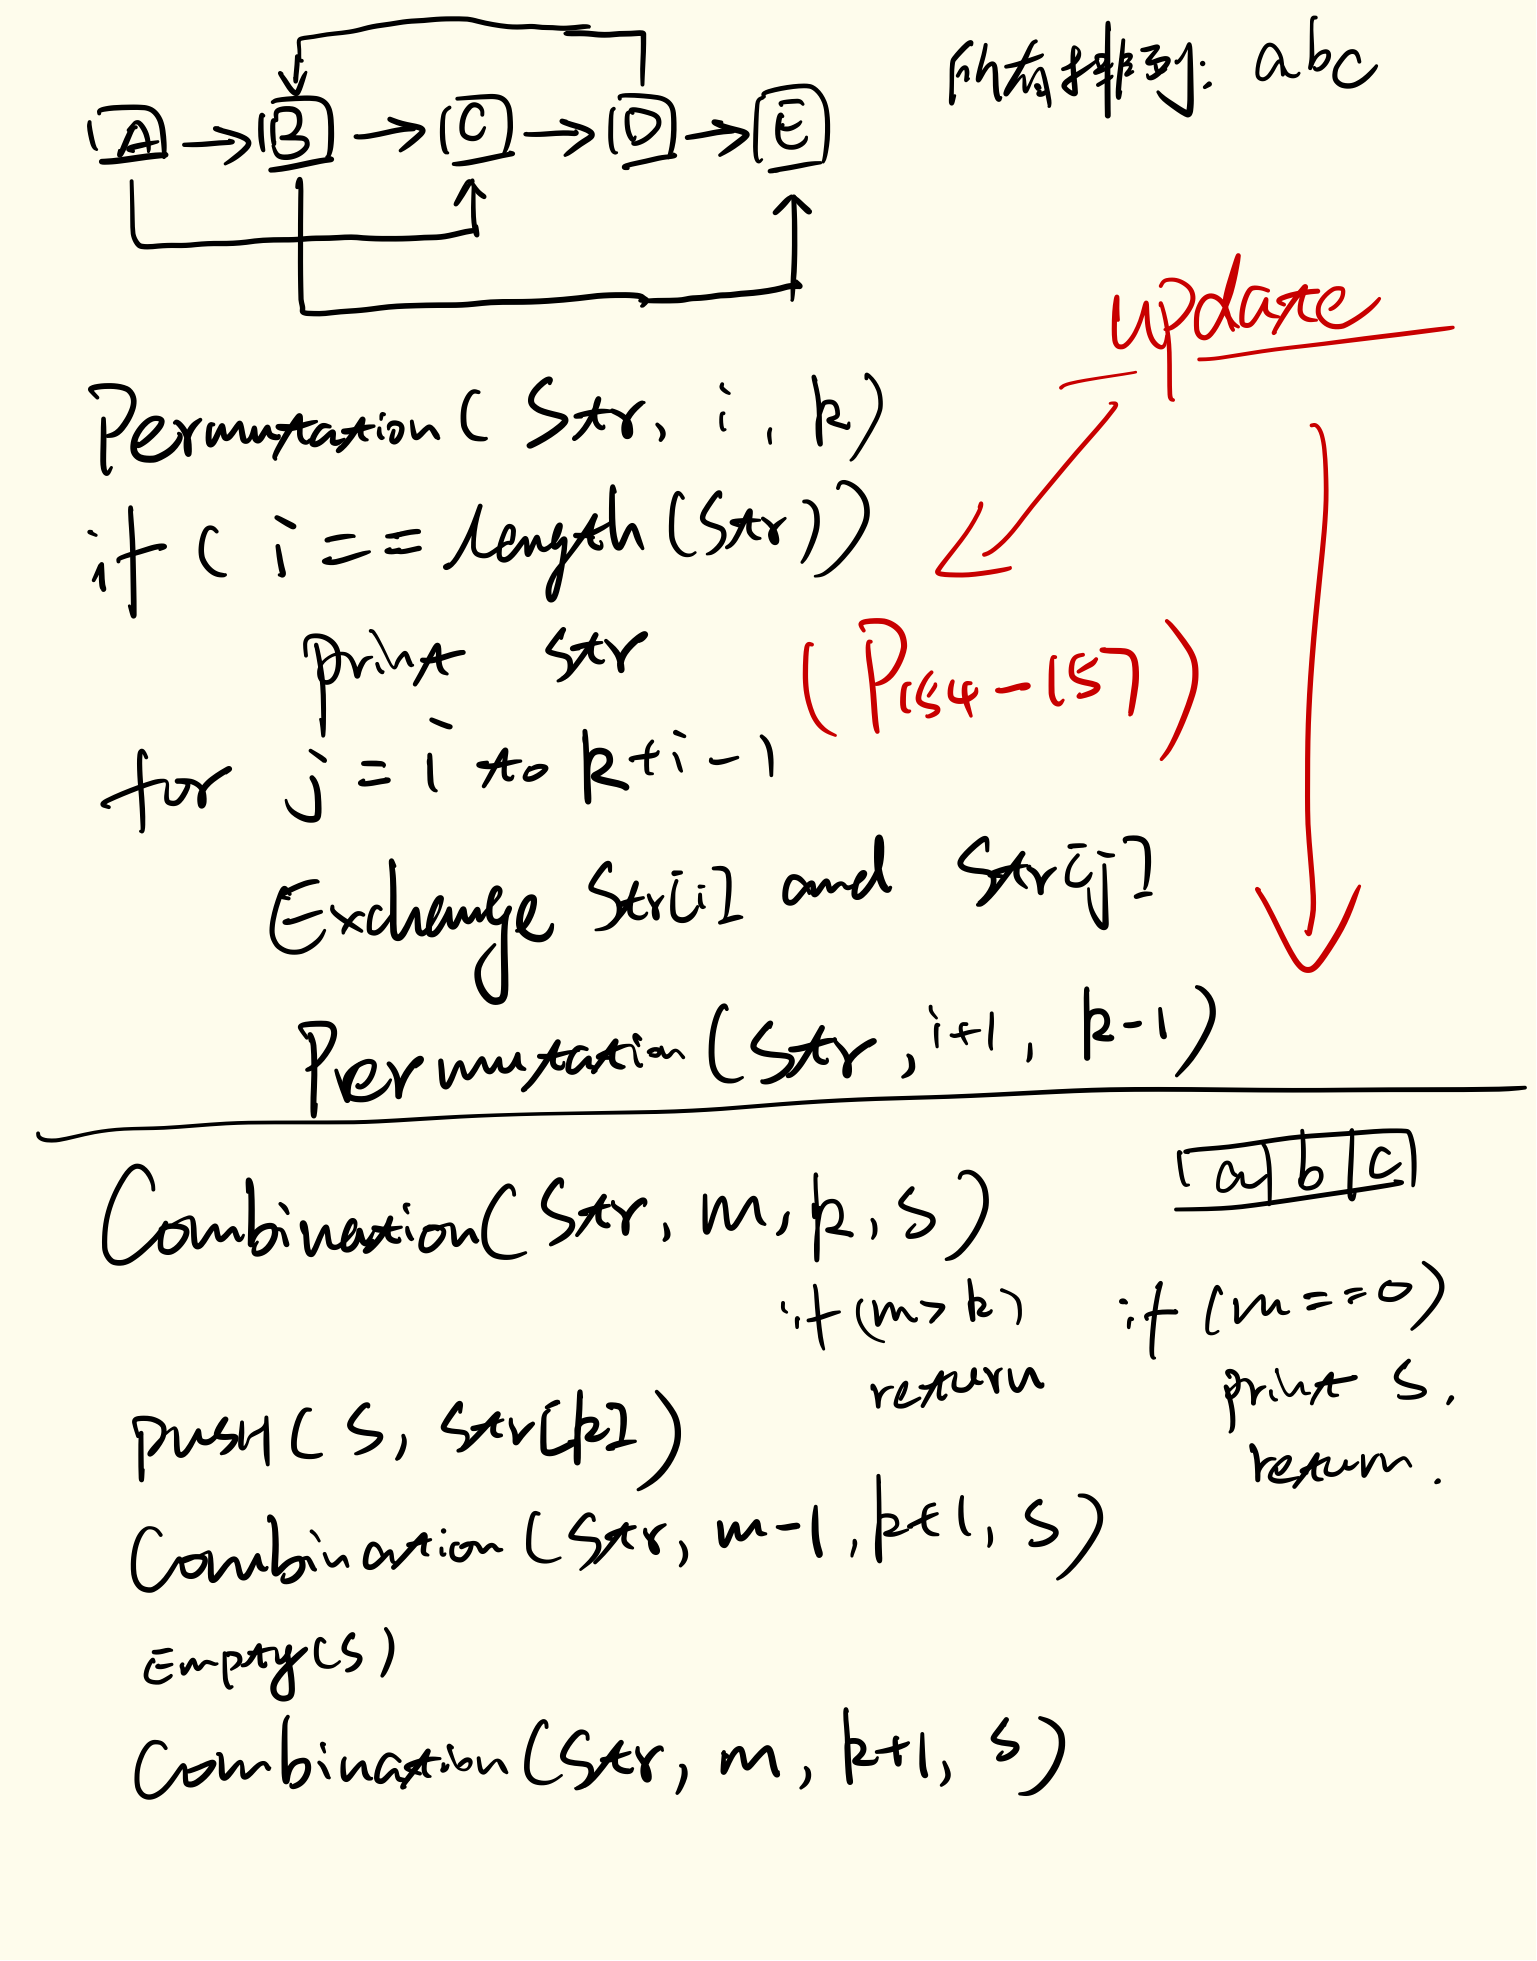 所有排列: abc
A → B → C → D → E
update
Permutation( Str, i, k)
if ( i == length(Str))
print str
(P154-157)
for j = i to k+i-1
Exchange Str[i] and Str[j]
Permutation(Str, i+1, k-1)
a b c
Combination(Str, m, k, s)
if (m > k)
return
if (m == 0)
print s.
return.
push( s, str[k])
Combination (Str, m-1, k+1, s)
Empty(s)
Combination(Str, m, k+1, s)